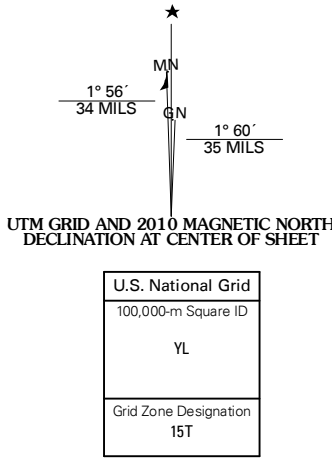 ★
MN
1° 56´
34 MILS
GN
1° 60´
35 MILS
UTM GRID AND 2010 MAGNETIC NORTH
DECLINATION AT CENTER OF SHEET
U.S. National Grid
100,000-m Square ID
YL
Grid Zone Designation
15T